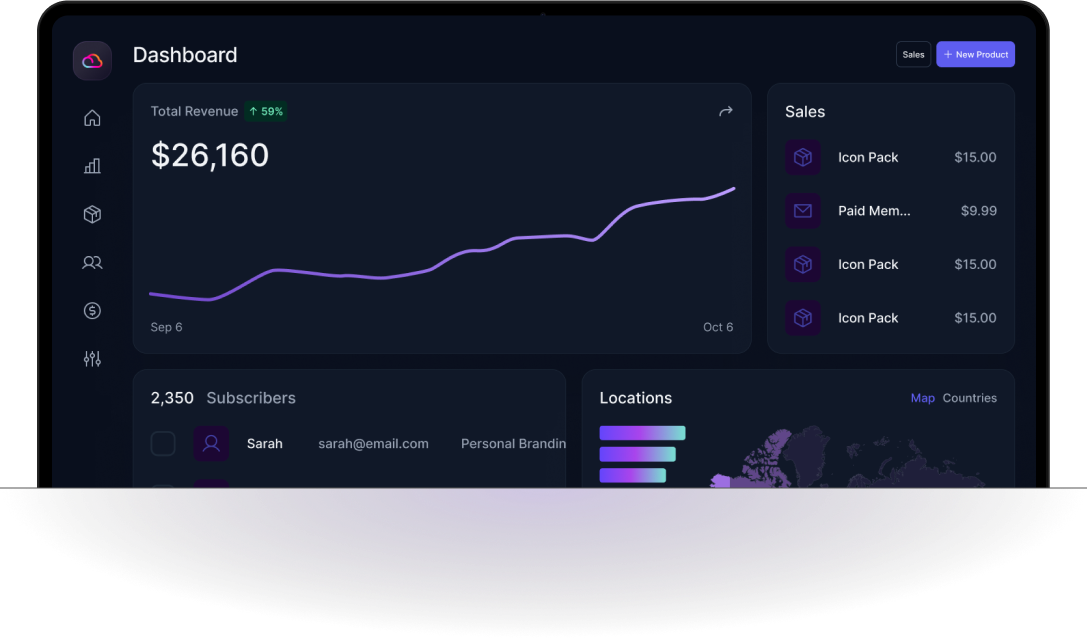 Dashboard
Sales
+ New Product
Total Revenue ↑ 59%
$26,160
Sep 6
Oct 6
Sales
Icon Pack $15.00
Paid Mem... $9.99
Icon Pack $15.00
Icon Pack $15.00
2,350 Subscribers
Sarah sarah@email.com Personal Brandin
Locations
Map Countries